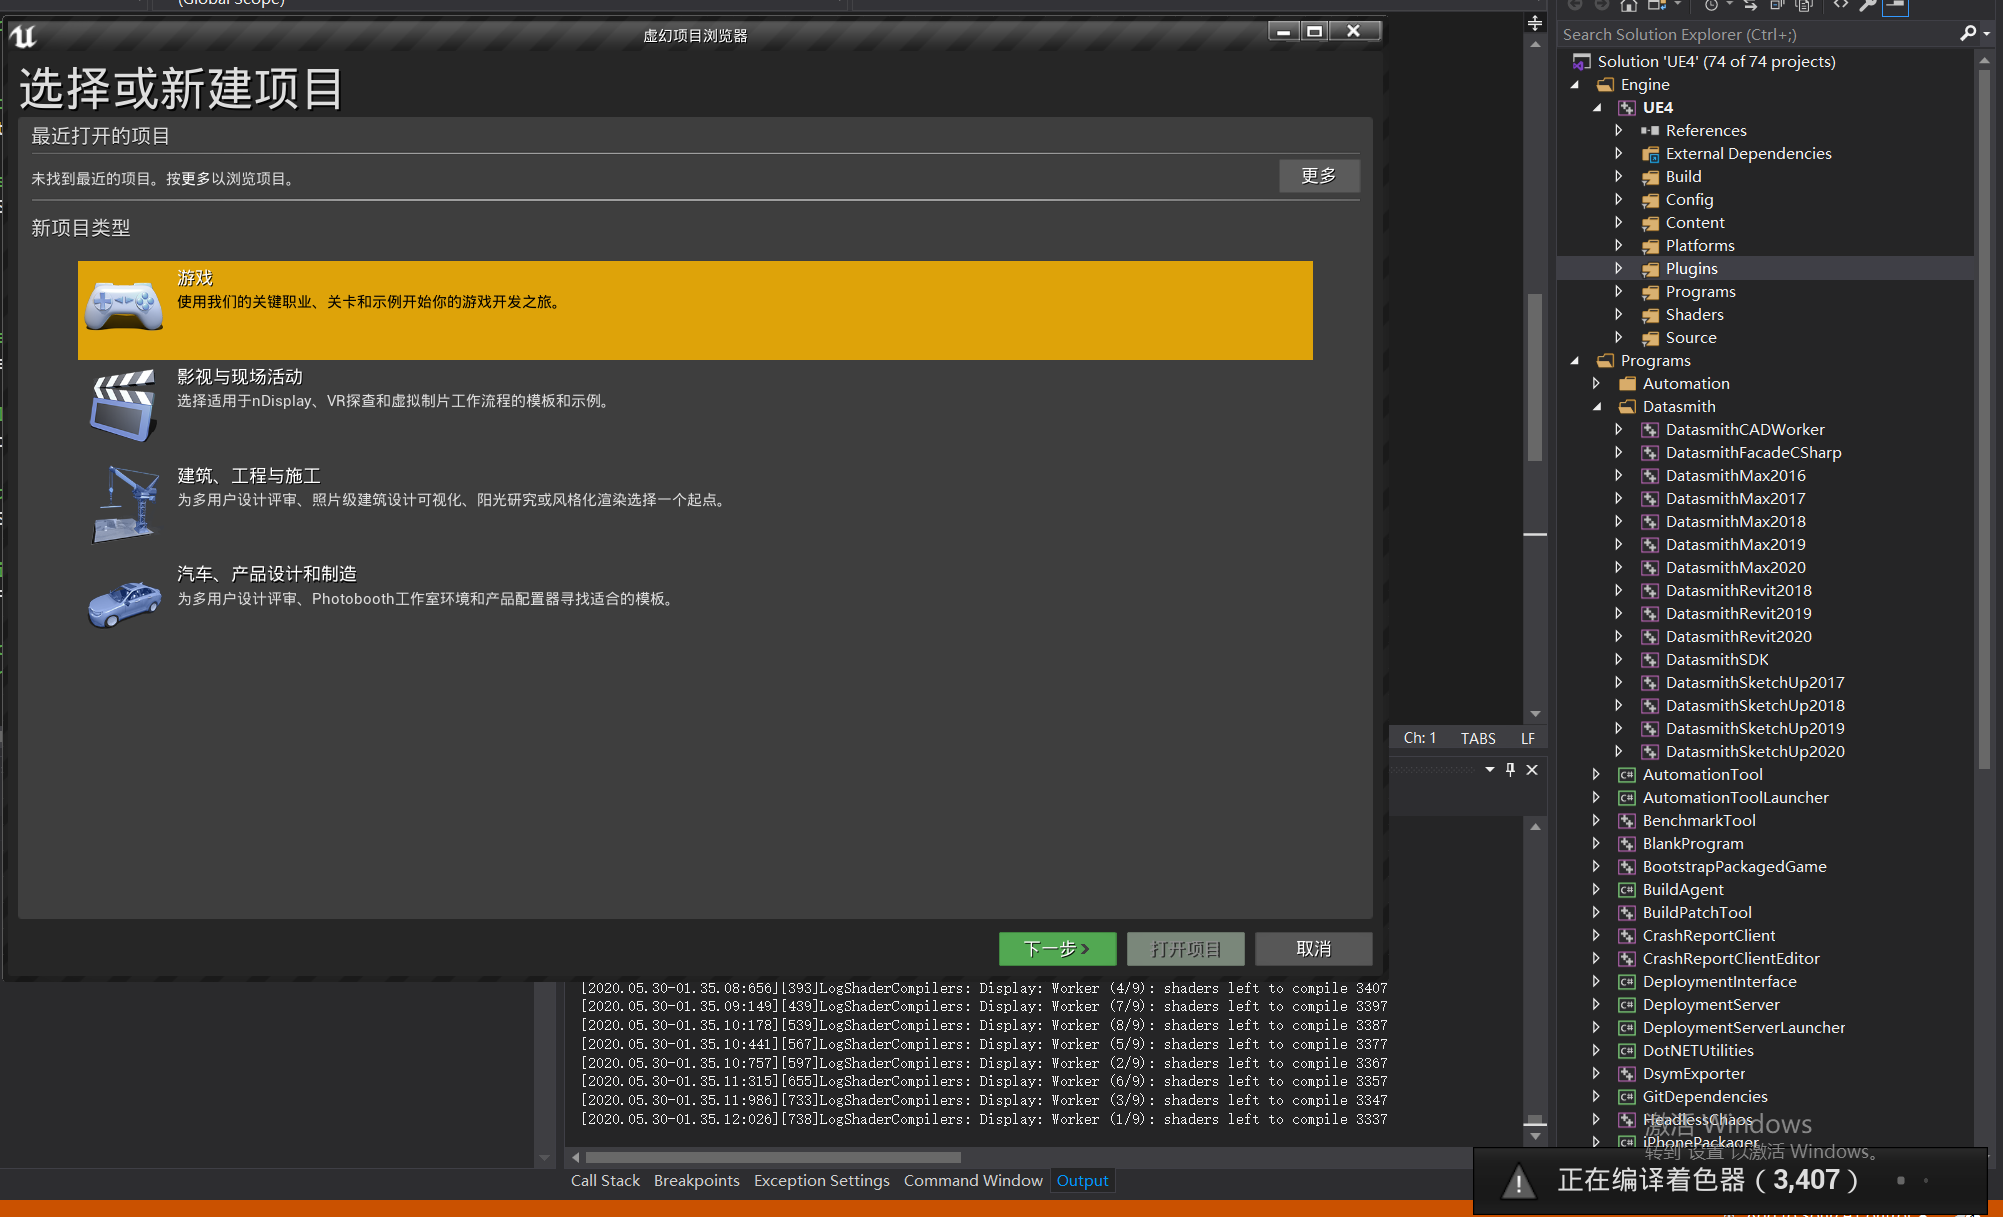 虚幻项目浏览器
选择或新建项目
最近打开的项目
未找到最近的项目。按更多以浏览项目。
更多
新项目类型
游戏
使用我们的关键职业、关卡和示例开始你的游戏开发之旅。
影视与现场活动
选择适用于nDisplay、VR探查和虚拟制片工作流程的模板和示例。
建筑、工程与施工
为多用户设计评审、照片级建筑设计可视化、阳光研究或风格化渲染选择一个起点。
汽车、产品设计和制造
为多用户设计评审、Photobooth工作室环境和产品配置器寻找适合的模板。
下一步
打开项目
取消
Ch: 1 TABS LF
[2020.05.30-01.35.08:656][393]LogShaderCompilers: Display: Worker (4/9): shaders left to compile 3407
[2020.05.30-01.35.09:149][439]LogShaderCompilers: Display: Worker (7/9): shaders left to compile 3397
[2020.05.30-01.35.10:178][539]LogShaderCompilers: Display: Worker (8/9): shaders left to compile 3387
[2020.05.30-01.35.10:441][567]LogShaderCompilers: Display: Worker (5/9): shaders left to compile 3377
[2020.05.30-01.35.10:757][597]LogShaderCompilers: Display: Worker (2/9): shaders left to compile 3367
[2020.05.30-01.35.11:315][655]LogShaderCompilers: Display: Worker (6/9): shaders left to compile 3357
[2020.05.30-01.35.11:986][733]LogShaderCompilers: Display: Worker (3/9): shaders left to compile 3347
[2020.05.30-01.35.12:026][738]LogShaderCompilers: Display: Worker (1/9): shaders left to compile 3337
Call Stack Breakpoints Exception Settings Command Window Output
Search Solution Explorer (Ctrl+;)
Solution 'UE4' (74 of 74 projects)
Engine
UE4
References
External Dependencies
Build
Config
Content
Platforms
Plugins
Programs
Shaders
Source
Programs
Automation
Datasmith
DatasmithCADWorker
DatasmithFacadeCSharp
DatasmithMax2016
DatasmithMax2017
DatasmithMax2018
DatasmithMax2019
DatasmithMax2020
DatasmithRevit2018
DatasmithRevit2019
DatasmithRevit2020
DatasmithSDK
DatasmithSketchUp2017
DatasmithSketchUp2018
DatasmithSketchUp2019
DatasmithSketchUp2020
AutomationTool
AutomationToolLauncher
BenchmarkTool
BlankProgram
BootstrapPackagedGame
BuildAgent
BuildPatchTool
CrashReportClient
CrashReportClientEditor
DeploymentInterface
DeploymentServer
DeploymentServerLauncher
DotNETUtilities
DsymExporter
GitDependencies
HeadlessChaos
iPhonePackager
激活 Windows
转到"设置"以激活 Windows。
正在编译着色器（3,407）